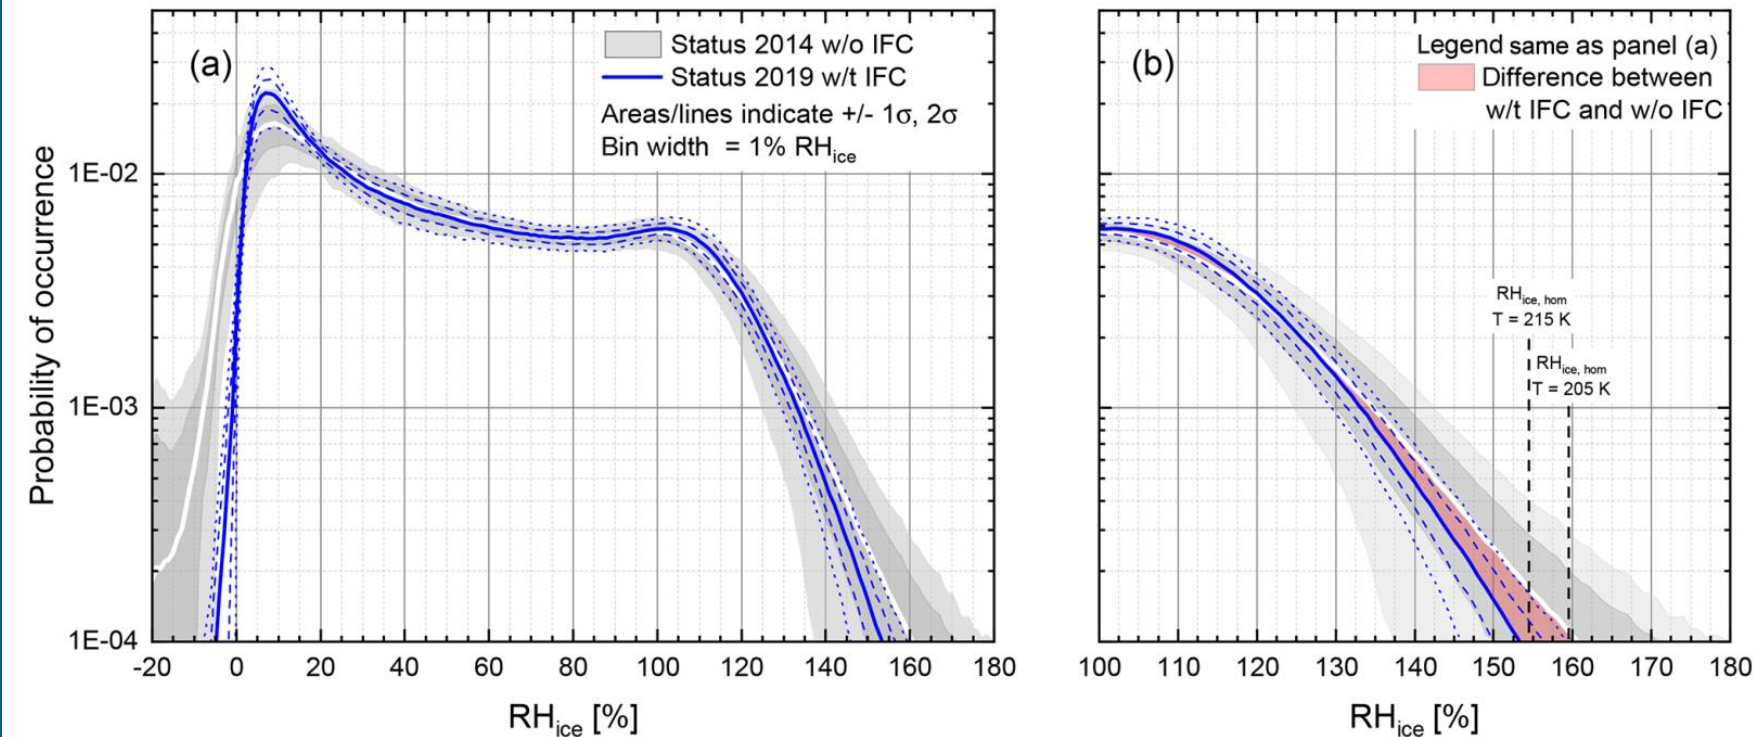 (a)
Status 2014 w/o IFC
Status 2019 w/t IFC
Areas/lines indicate +/- 1σ, 2σ
Bin width = 1% RHice
Probability of occurrence
1E-02
1E-03
1E-04
-20 0 20 40 60 80 100 120 140 160 180
RHice [%]
(b)
Legend same as panel (a)
Difference between
w/t IFC and w/o IFC
RHice, hom
T = 215 K
RHice, hom
T = 205 K
100 110 120 130 140 150 160 170 180
RHice [%]